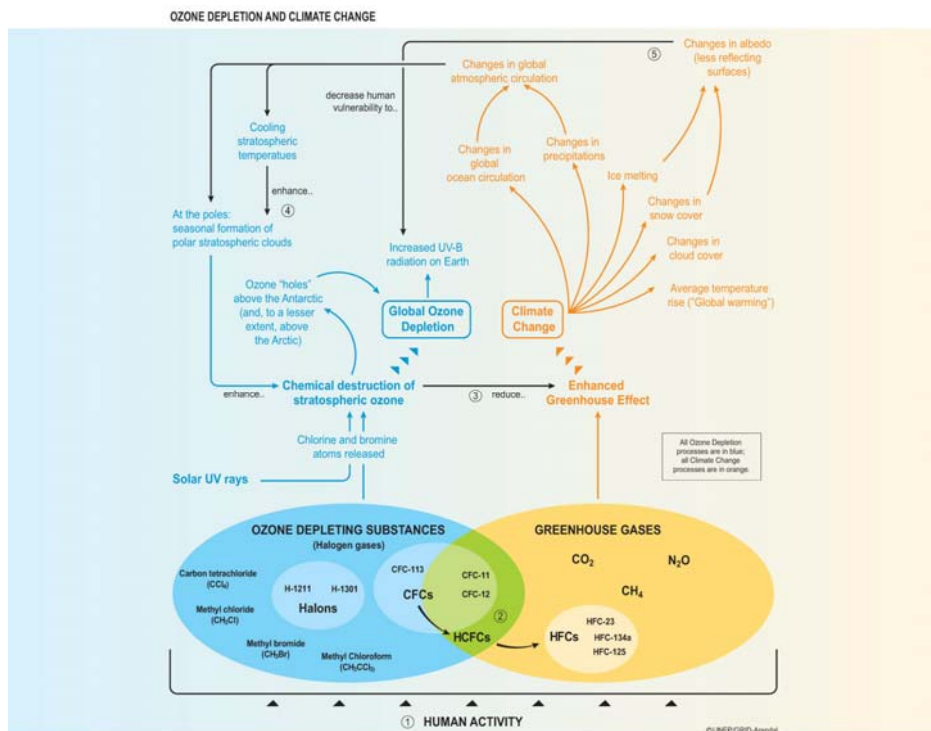 OZONE DEPLETION AND CLIMATE CHANGE
Changes in global
atmospheric circulation
⑤
Changes in albedo
(less reflecting
surfaces)
decrease human
vulnerability to..
Cooling
stratospheric
temperatues
Changes in
global
ocean circulation
Changes in
precipitations
Ice melting
enhance..
④
Changes in
snow cover
At the poles:
seasonal formation of
polar stratospheric clouds
Increased UV-B
radiation on Earth
Changes in
cloud cover
Ozone "holes"
above the Antarctic
(and, to a lesser
extent, above
the Arctic)
Global Ozone
Depletion
Climate
Change
Average temperature
rise ("Global warming")
enhance..
Chemical destruction of
stratospheric ozone
③ reduce..
Enhanced
Greenhouse Effect
Chlorine and bromine
atoms released
All Ozone Depletion
processes are in blue;
all Climate Change
processes are in orange.
Solar UV rays
OZONE DEPLETING SUBSTANCES
(Halogen gases)
GREENHOUSE GASES
CO₂
N₂O
CH₄
Carbon tetrachloride
(CCl₄)
H-1211
H-1301
Halons
CFC-113
CFCs
CFC-11
CFC-12
Methyl chloride
(CH₃Cl)
②
HCFCs
HFCs
HFC-23
HFC-134a
HFC-125
Methyl bromide
(CH₃Br)
Methyl Chloroform
(CH₃CCl₃)
① HUMAN ACTIVITY